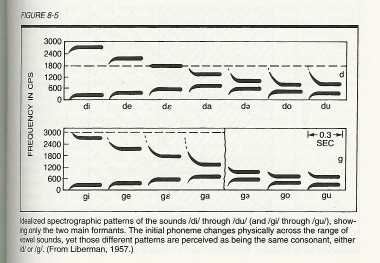 FIGURE 8-5
FREQUENCY IN CPS
3000
2400
1800
1200
600
0
d
di de dɛ da də do du
3000
2400
1800
1200
600
0
0.3
SEC
g
gi ge gɛ ga gə go gu
Idealized spectrographic patterns of the sounds /di/ through /du/ (and /gi/ through /gu/), show-
ing only the two main formants. The initial phoneme changes physically across the range of
vowel sounds, yet those different patterns are perceived as being the same consonant, either
/d/ or /g/. (From Liberman, 1957.)